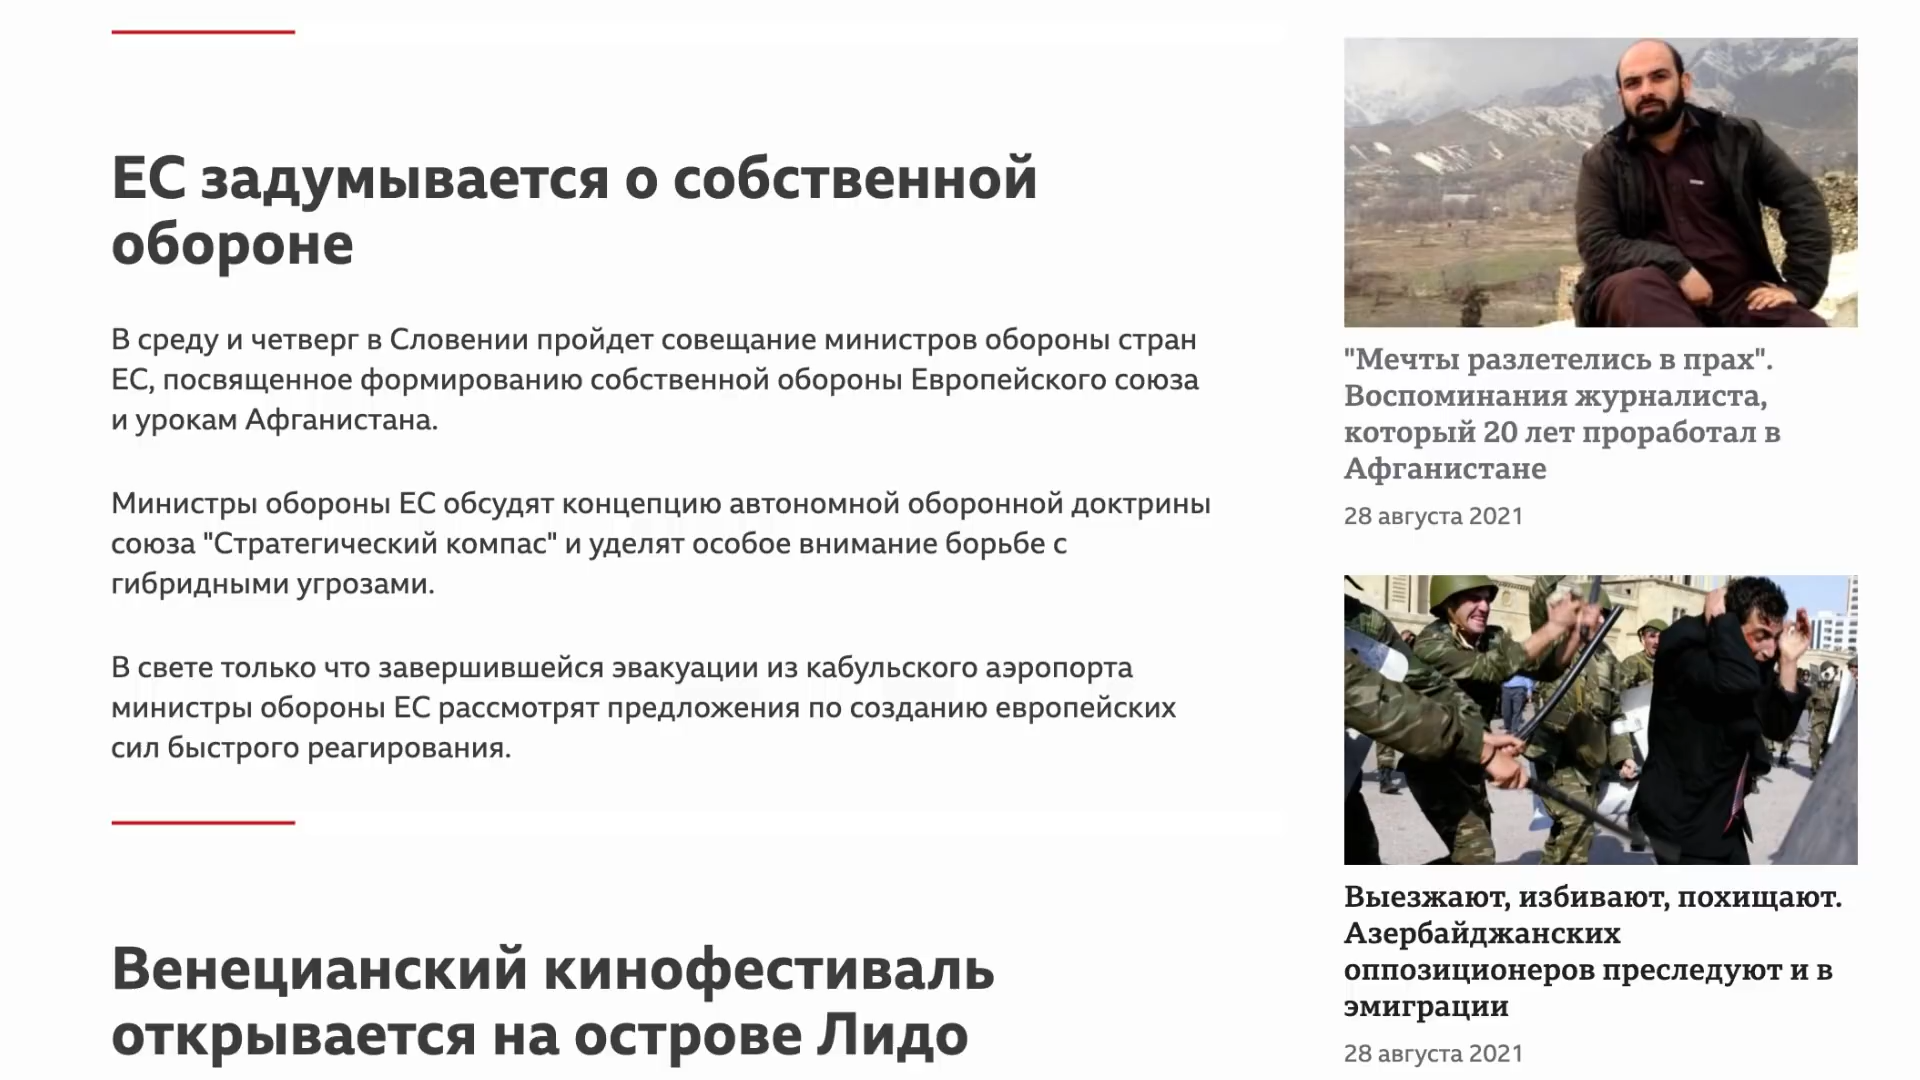 ЕС задумывается о собственной
обороне
В среду и четверг в Словении пройдет совещание министров обороны стран
ЕС, посвященное формированию собственной обороны Европейского союза
и урокам Афганистана.
Министры обороны ЕС обсудят концепцию автономной оборонной доктрины
союза "Стратегический компас" и уделят особое внимание борьбе с
гибридными угрозами.
В свете только что завершившейся эвакуации из кабульского аэропорта
министры обороны ЕС рассмотрят предложения по созданию европейских
сил быстрого реагирования.
Венецианский кинофестиваль
открывается на острове Лидо
"Мечты разлетелись в прах".
Воспоминания журналиста,
который 20 лет проработал в
Афганистане
28 августа 2021
Выезжают, избивают, похищают.
Азербайджанских
оппозиционеров преследуют и в
эмиграции
28 августа 2021